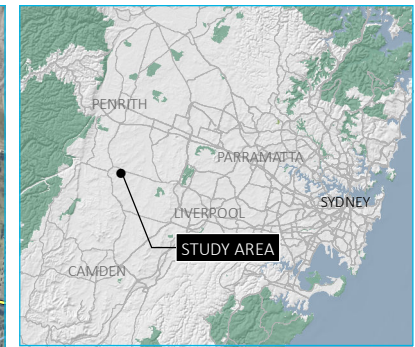 PENRITH
PARRAMATTA
SYDNEY
LIVERPOOL
STUDY AREA
CAMDEN